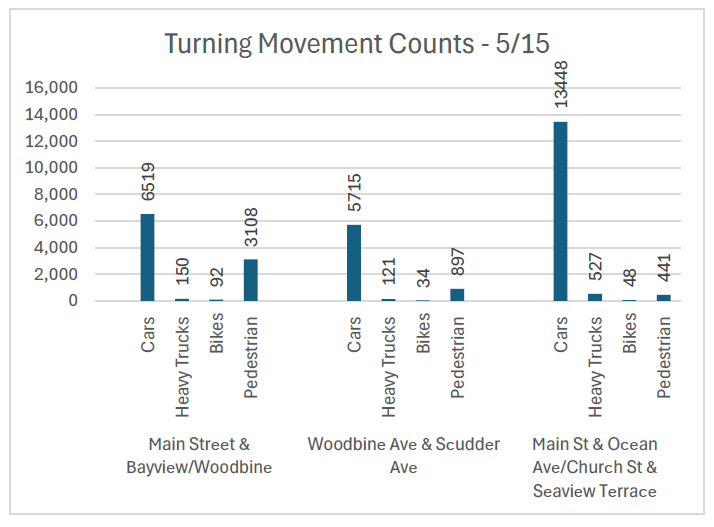 Turning Movement Counts - 5/15
16,000
14,000
12,000
10,000
8,000
6,000
4,000
2,000
0
6519
150
92
3108
5715
121
34
897
13448
527
48
441
Cars
Heavy Trucks
Bikes
Pedestrian
Cars
Heavy Trucks
Bikes
Pedestrian
Cars
Heavy Trucks
Bikes
Pedestrian
Main Street &
Bayview/Woodbine
Woodbine Ave & Scudder
Ave
Main St & Ocean
Ave/Church St &
Seaview Terrace